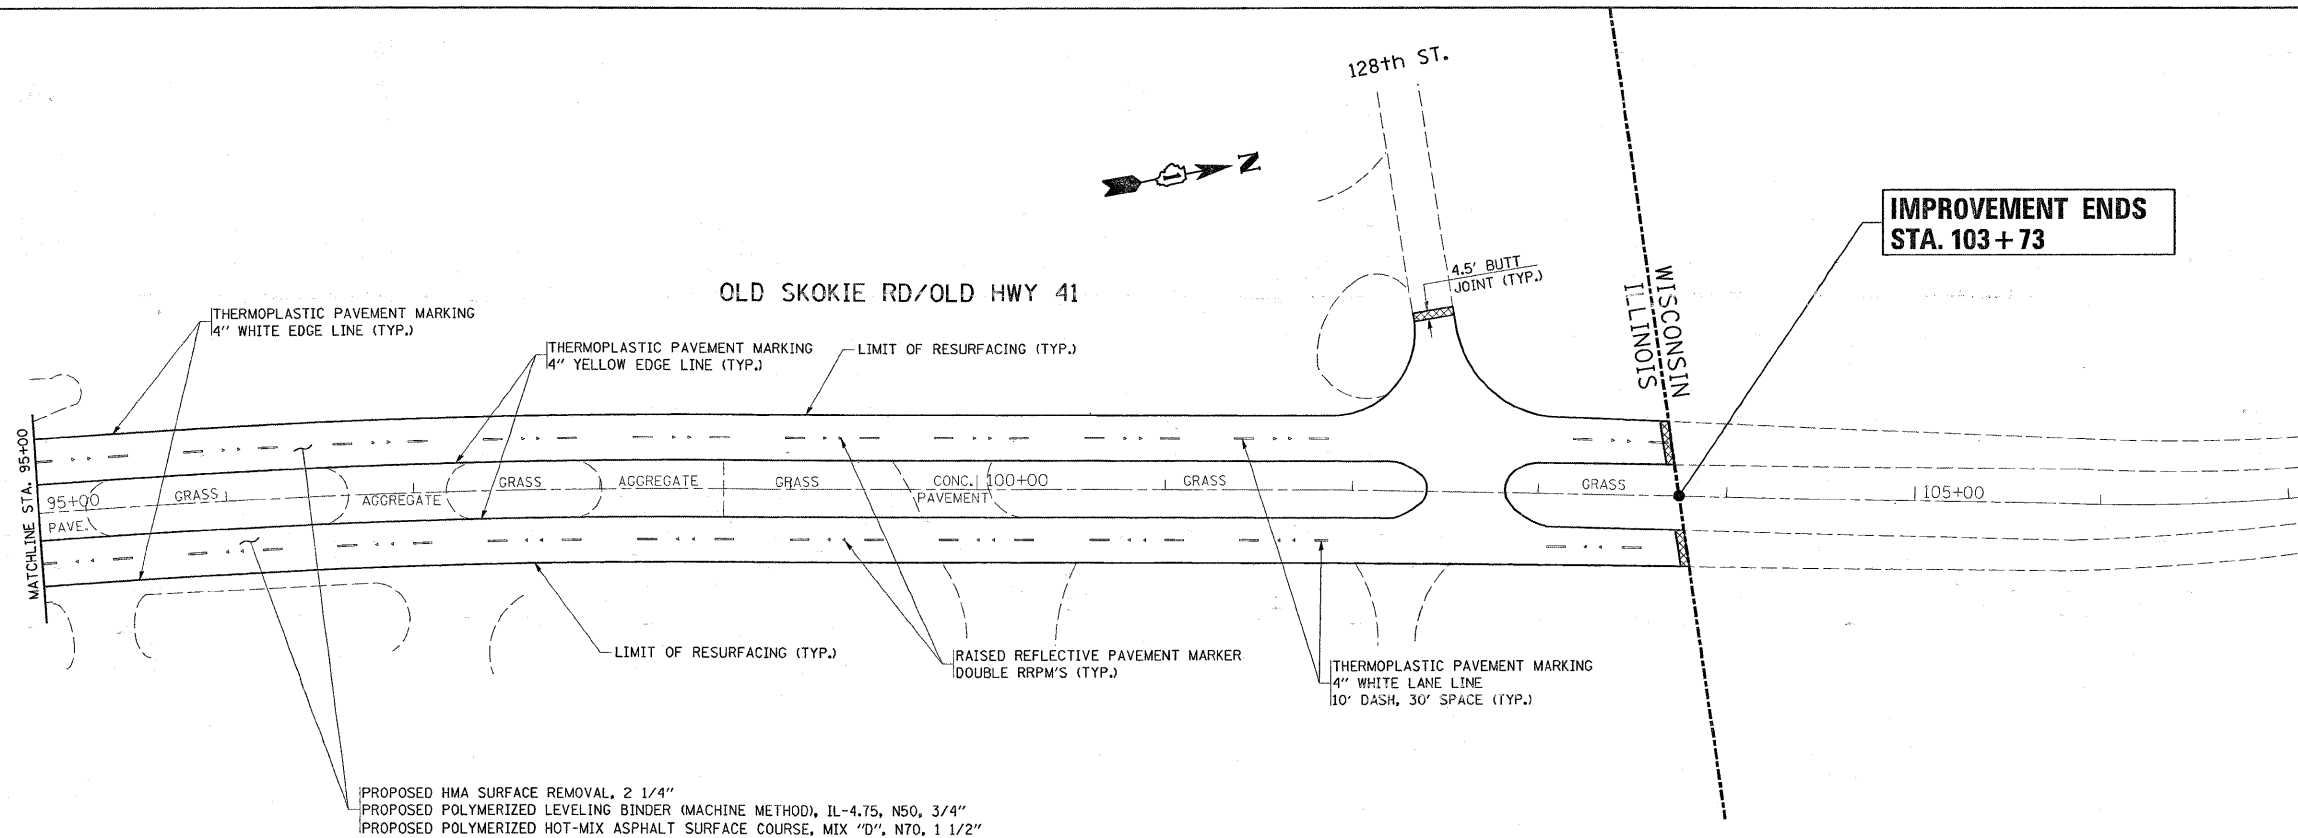 128th ST.
N
IMPROVEMENT ENDS
STA. 103+73
4.5' BUTT
JOINT (TYP.)
WISCONSIN
ILLINOIS
OLD SKOKIE RD/OLD HWY 41
THERMOPLASTIC PAVEMENT MARKING
4" WHITE EDGE LINE (TYP.)
THERMOPLASTIC PAVEMENT MARKING
4" YELLOW EDGE LINE (TYP.)
LIMIT OF RESURFACING (TYP.)
MATCHLINE STA. 95+00
95+00
PAVE.
GRASS
AGGREGATE
GRASS
AGGREGATE
GRASS
CONC.
PAVEMENT
100+00
GRASS
GRASS
105+00
LIMIT OF RESURFACING (TYP.)
RAISED REFLECTIVE PAVEMENT MARKER
DOUBLE RRPM'S (TYP.)
THERMOPLASTIC PAVEMENT MARKING
4" WHITE LANE LINE
10' DASH, 30' SPACE (TYP.)
PROPOSED HMA SURFACE REMOVAL, 2 1/4"
PROPOSED POLYMERIZED LEVELING BINDER (MACHINE METHOD), IL-4.75, N50, 3/4"
PROPOSED POLYMERIZED HOT-MIX ASPHALT SURFACE COURSE, MIX "D", N70, 1 1/2"